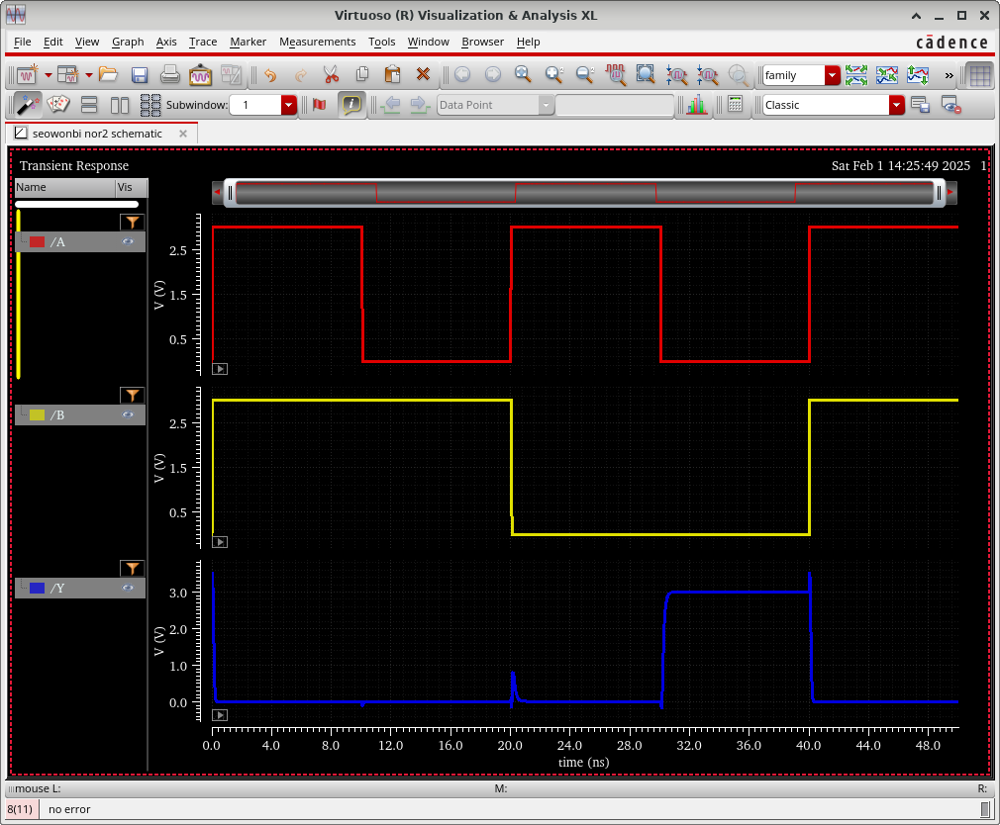 Virtuoso (R) Visualization & Analysis XL
File Edit View Graph Axis Trace Marker Measurements Tools Window Browser Help
cādence
family
»
Subwindow: 1
Data Point
Classic
seowonbi nor2 schematic
Transient Response
Sat Feb 1 14:25:49 2025 1
Name Vis
/A
V (V)
2.5
1.5
0.5
/B
V (V)
2.5
1.5
0.5
/Y
V (V)
3.0
2.0
1.0
0.0
0.0 4.0 8.0 12.0 16.0 20.0 24.0 28.0 32.0 36.0 40.0 44.0 48.0
time (ns)
mouse L: M: R:
8(11) no error